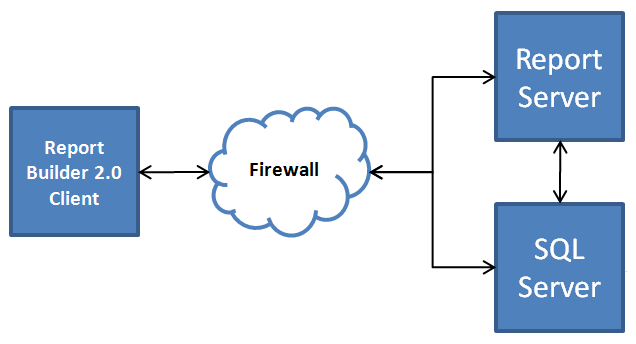 Report
Builder 2.0
Client
Firewall
Report
Server
SQL
Server